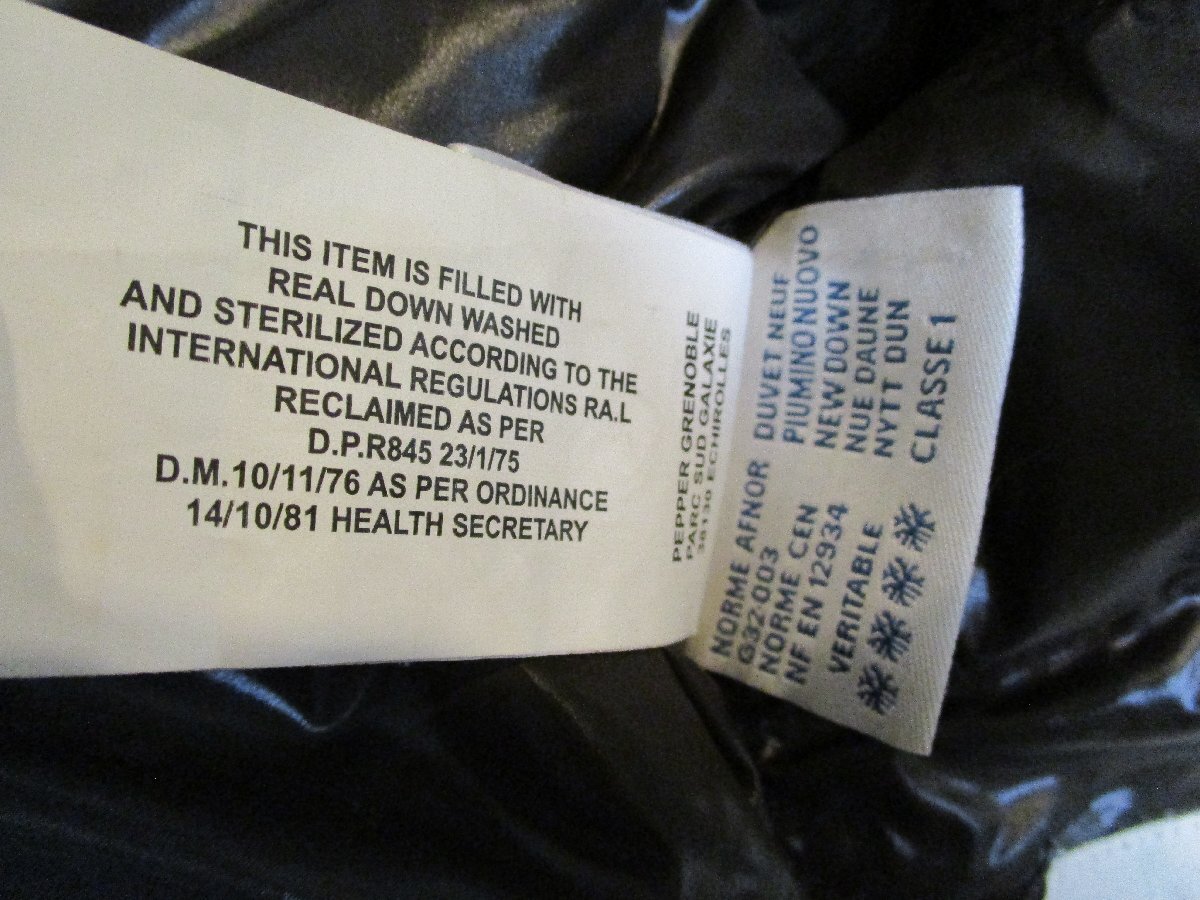 THIS ITEM IS FILLED WITH
REAL DOWN WASHED
AND STERILIZED ACCORDING TO THE
INTERNATIONAL REGULATIONS RA.L
RECLAIMED AS PER
D.P.R845 23/1/75
D.M.10/11/76 AS PER ORDINANCE
14/10/81 HEALTH SECRETARY
PEPPER GRENOBLE
PARC SUD GALAXIE
38130 ECHIROLLES
NORME AFNOR
G32-003
NORME CEN
NF EN 12934
VERITABLE
DUVET NEUF
PIUMINO NUOVO
NEW DOWN
NUE DAUNE
NYTT DUN
CLASSE 1